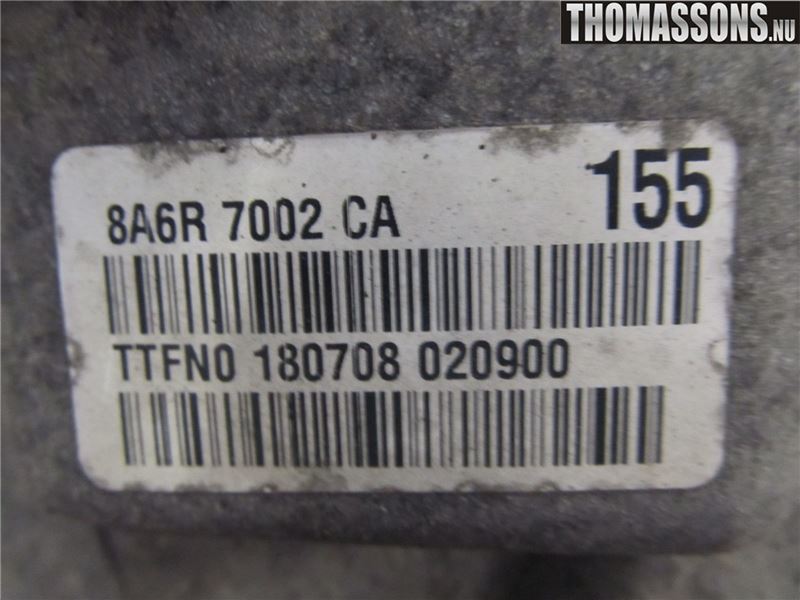 THOMASSONS.NU
155
8A6R 7002 CA
TTFN0 180708 020900